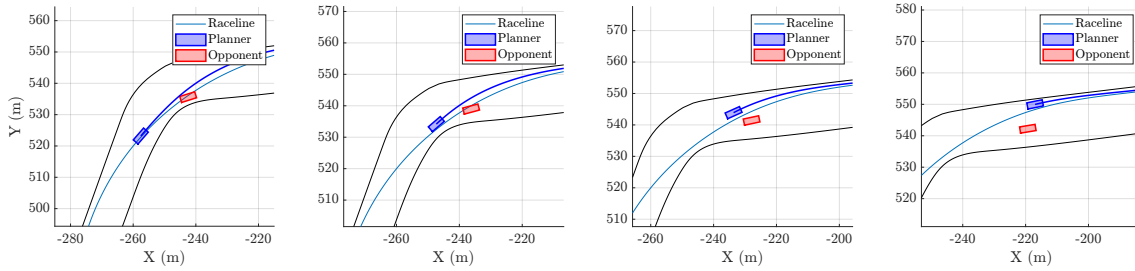 Y (m)
560
550
540
530
520
510
500
-280
-260
-240
-220
X (m)
Raceline
Planner
Opponent
570
560
550
540
530
520
510
-260
-240
-220
X (m)
Raceline
Planner
Opponent
570
560
550
540
530
520
510
-260
-240
-220
-200
X (m)
Raceline
Planner
Opponent
580
570
560
550
540
530
520
-240
-220
-200
X (m)
Raceline
Planner
Opponent